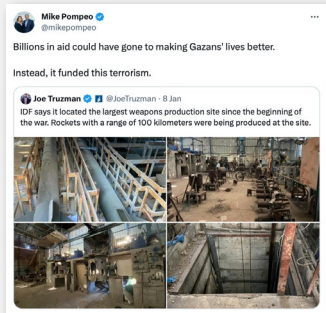 Mike Pompeo
@mikepompeo
Billions in aid could have gone to making Gazans' lives better.
Instead, it funded this terrorism.
Joe Truzman @JoeTruzman · 8 Jan
IDF says it located the largest weapons production site since the beginning of
the war. Rockets with a range of 100 kilometers were being produced at the site.